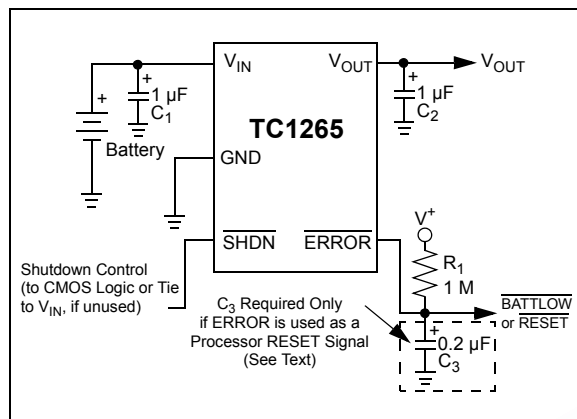 V_IN
V_OUT
V_OUT
+
1 µF
C_1
+
Battery
TC1265
+
1 µF
C_2
GND
V^+
SHDN
ERROR
R_1
1 M
Shutdown Control
(to CMOS Logic or Tie
to V_IN, if unused)
C_3 Required Only
if ERROR is used as a
Processor RESET Signal
(See Text)
BATTLOW
or RESET
+
0.2 µF
C_3